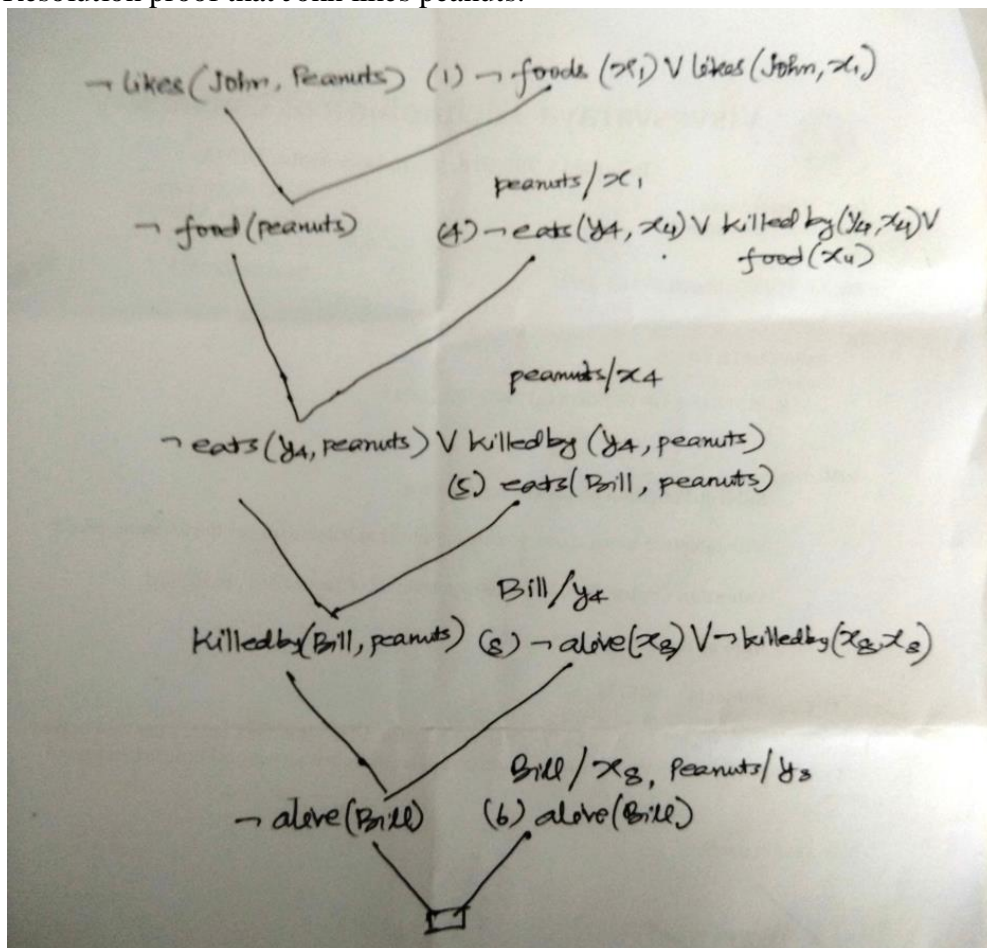 Resolution proof that John likes peanuts.
¬ likes(John, Peanuts) (1) ¬ foods (x₁) V likes(John, x₁)
peanuts/x₁
¬ food(peanuts) (4) ¬ eats(y₄, x₄) V killed by(y₄, x₄) V
food(x₄)
peanuts/x4
¬ eats(y₄, peanuts) V killedby (y₄, peanuts)
(5) eats(Bill, peanuts)
Bill/y₄
Killedby(Bill, peanuts) (8) ¬ alive(x₈) V ¬ killedby(x₈, x₈)
Bill/x₈, Peanuts/y₈
¬ alive(Bill) (6) alive(Bill)